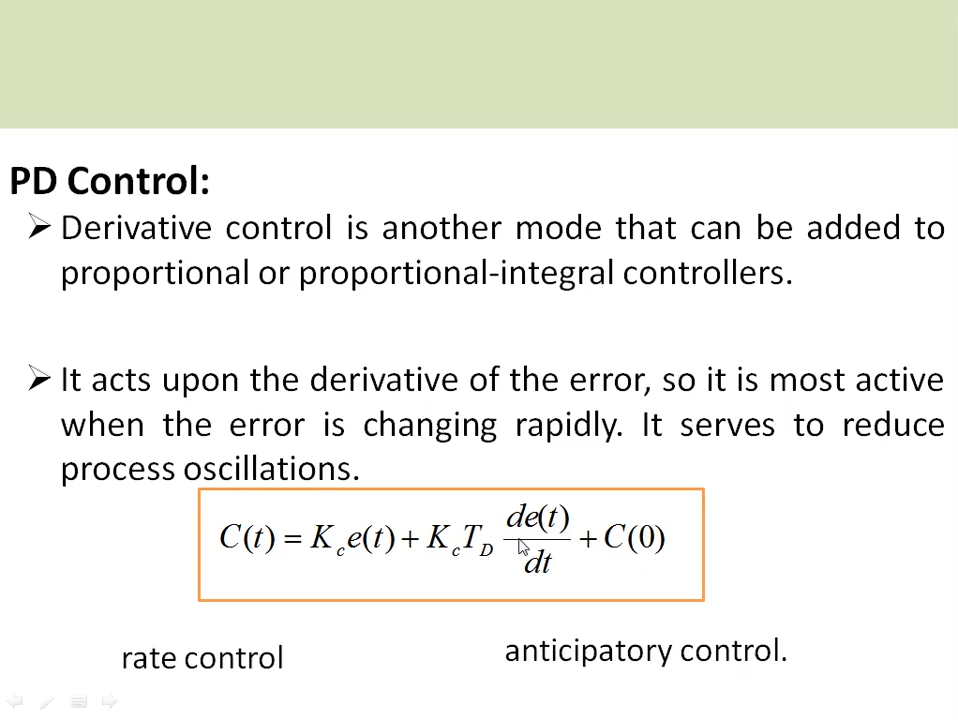 PD Control:
➢ Derivative control is another mode that can be added to
proportional or proportional-integral controllers.
➢ It acts upon the derivative of the error, so it is most active
when the error is changing rapidly. It serves to reduce
process oscillations.
C(t) = K_c e(t) + K_c T_D de(t)/dt + C(0)
rate control
anticipatory control.